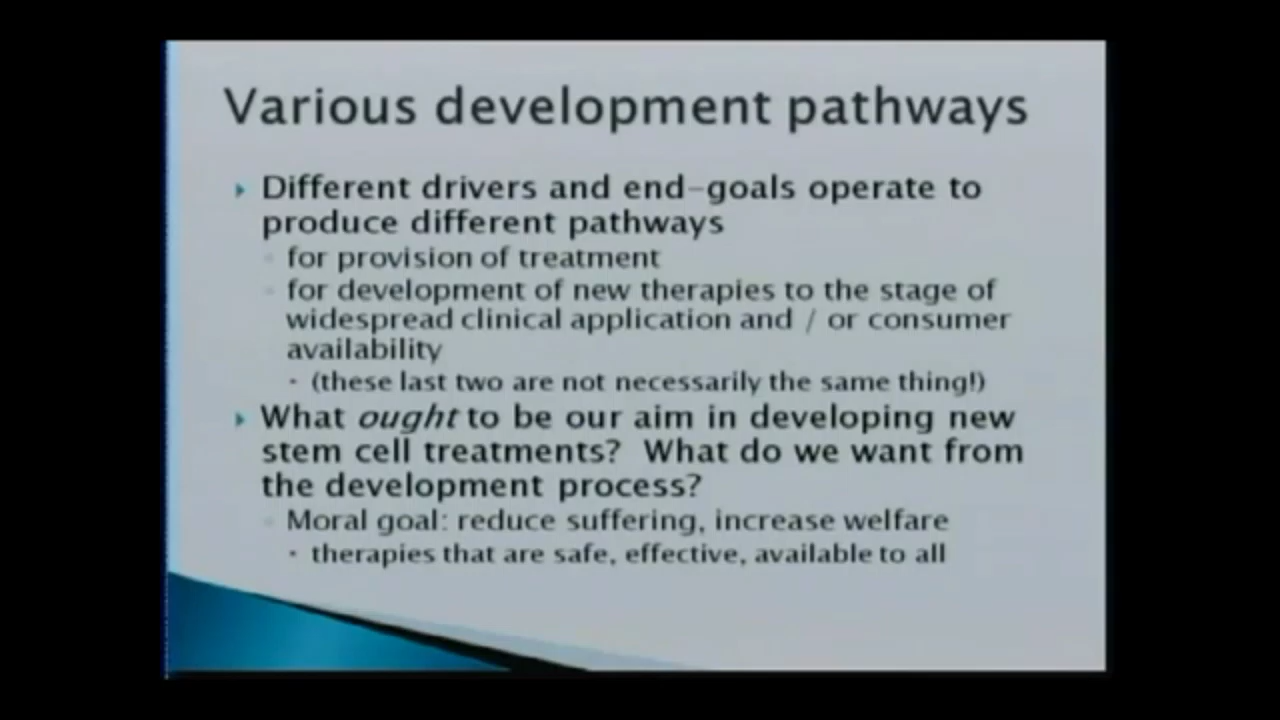 Various development pathways
Different drivers and end-goals operate to
produce different pathways
for provision of treatment
for development of new therapies to the stage of
widespread clinical application and / or consumer
availability
(these last two are not necessarily the same thing!)
What ought to be our aim in developing new
stem cell treatments? What do we want from
the development process?
Moral goal: reduce suffering, increase welfare
therapies that are safe, effective, available to all